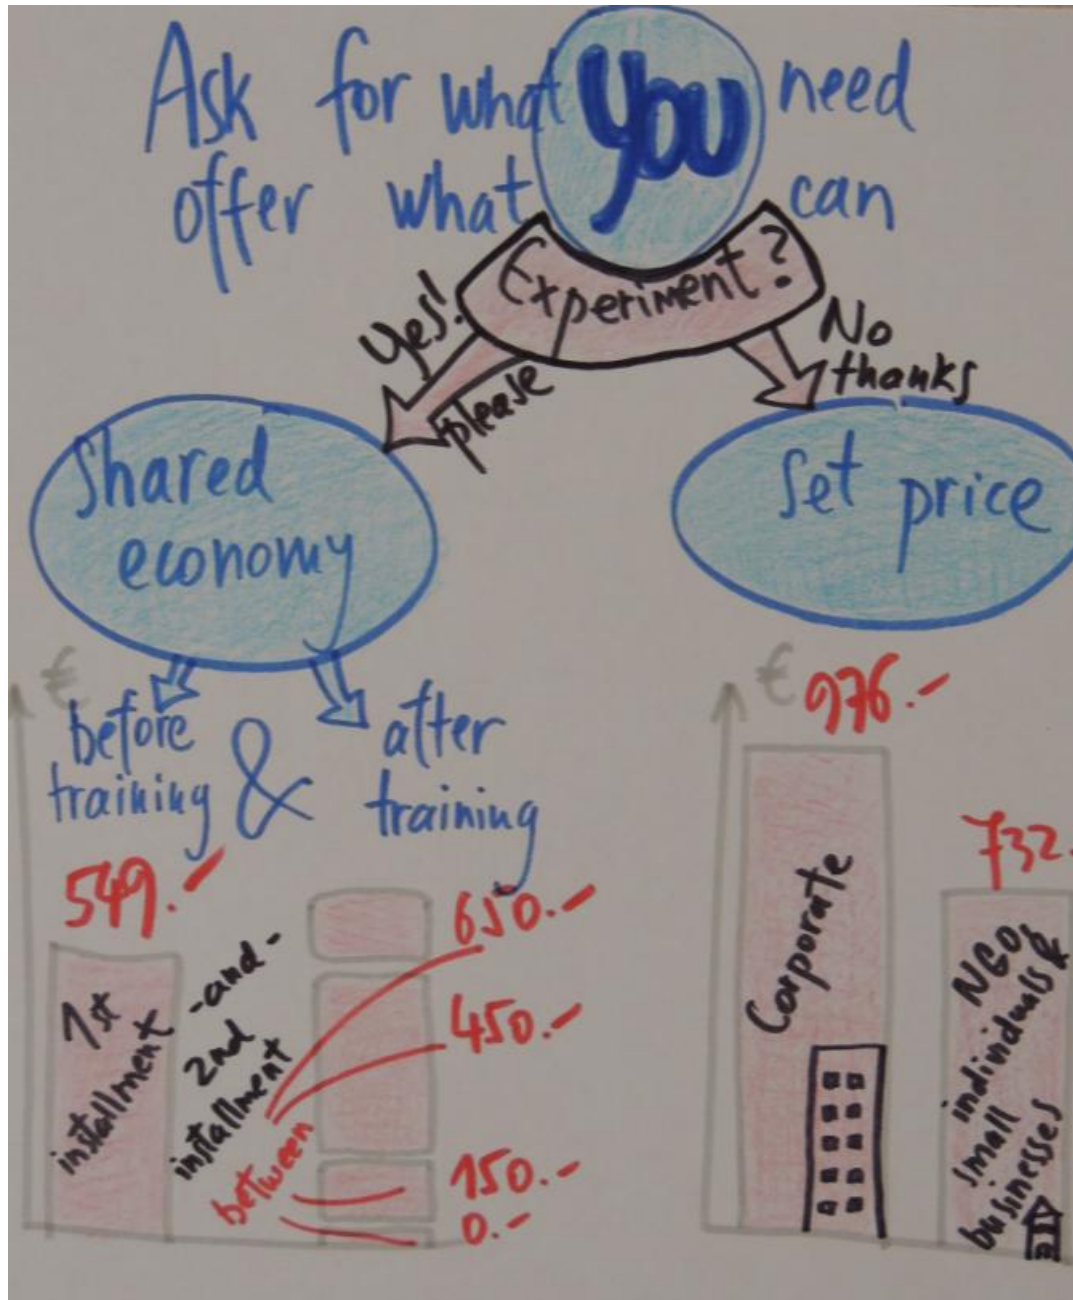 Ask for what you need
offer what can
Experiment?
Yes!
please
No
thanks
Shared
economy
Set price
€
before
training
&
after
training
549.-
1st
installment
-and-
2nd
installment
between
650.-
450.-
150.-
0.-
€
976.-
Corporate
732.
NGOs
individuals &
small
businesses